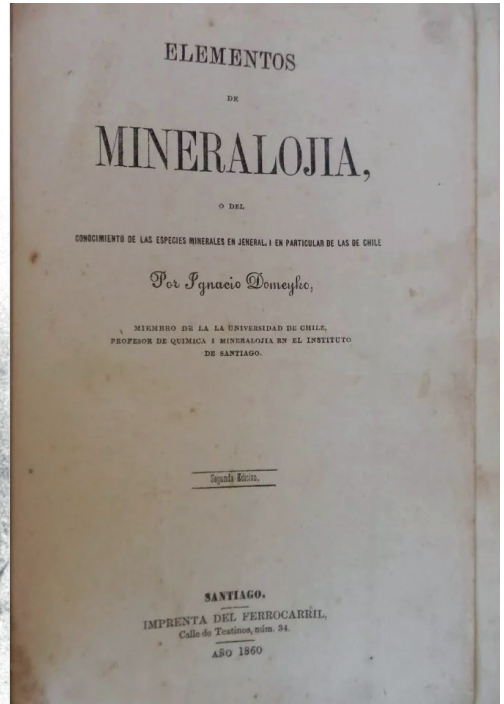 ELEMENTOS
DE
MINERALOJIA,
O DEL
CONOCIMIENTO DE LAS ESPECIES MINERALES EN JENERAL, I EN PARTICULAR DE LAS DE CHILE
Por Ignacio Domeyko,
MIEMBRO DE LA LA UNIVERSIDAD DE CHILE,
PROFESOR DE QUIMICA I MINERALOJIA EN EL INSTITUTO
DE SANTIAGO.
Segunda Edicion.
SANTIAGO.
IMPRENTA DEL FERROCARRIL,
Calle de Teatinos, núm. 34.
AÑO 1860